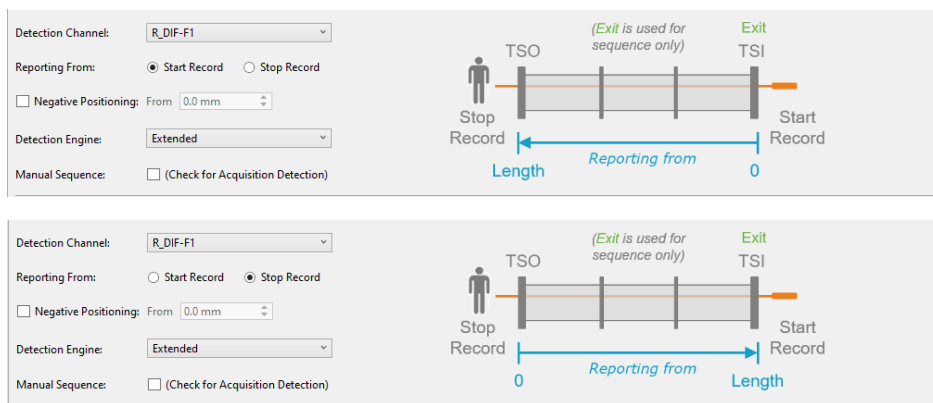 Detection Channel: R_DIF-F1
Reporting From: Start Record Stop Record
Negative Positioning: From 0.0 mm
Detection Engine: Extended
Manual Sequence: (Check for Acquisition Detection)
(Exit is used for
sequence only)
Exit
TSO
TSI
Stop
Record
Start
Record
Reporting from
Length
0
Detection Channel: R_DIF-F1
Reporting From: Start Record Stop Record
Negative Positioning: From 0.0 mm
Detection Engine: Extended
Manual Sequence: (Check for Acquisition Detection)
(Exit is used for
sequence only)
Exit
TSO
TSI
Stop
Record
Start
Record
Reporting from
0
Length